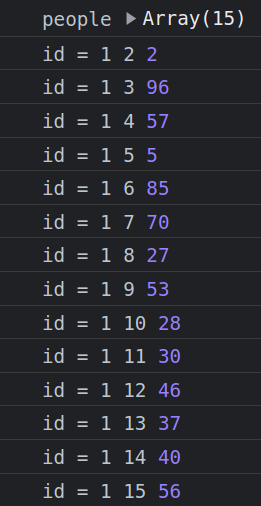 people ▶Array(15)
id = 1 2 2
id = 1 3 96
id = 1 4 57
id = 1 5 5
id = 1 6 85
id = 1 7 70
id = 1 8 27
id = 1 9 53
id = 1 10 28
id = 1 11 30
id = 1 12 46
id = 1 13 37
id = 1 14 40
id = 1 15 56